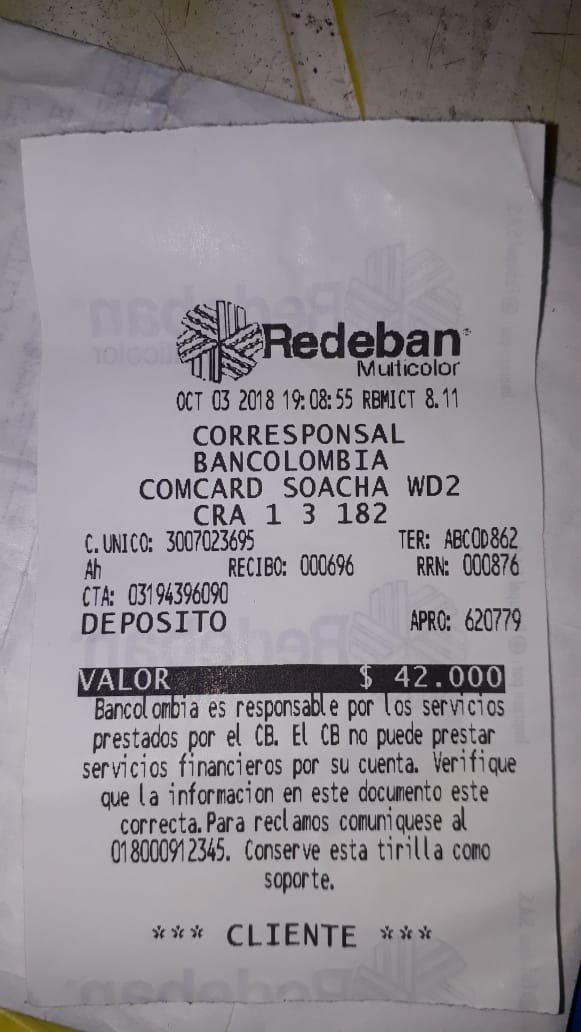 Redeban
Multicolor
OCT 03 2018 19:08:55 RBMICT 8.11
CORRESPONSAL
BANCOLOMBIA
COMCARD SOACHA WD2
CRA 1 3 182
C.UNICO: 3007023695 TER: ABCOD862
Ah RECIBO: 000696 RRN: 000876
CTA: 03194396090
DEPOSITO APRO: 620779
VALOR $ 42.000
Bancolombia es responsable por los servicios
prestados por el CB. El CB no puede prestar
servicios financieros por su cuenta. Verifique
que la informacion en este documento este
correcta.Para reclamos comuniquese al
018000912345. Conserve esta tirilla como
soporte.
*** CLIENTE ***